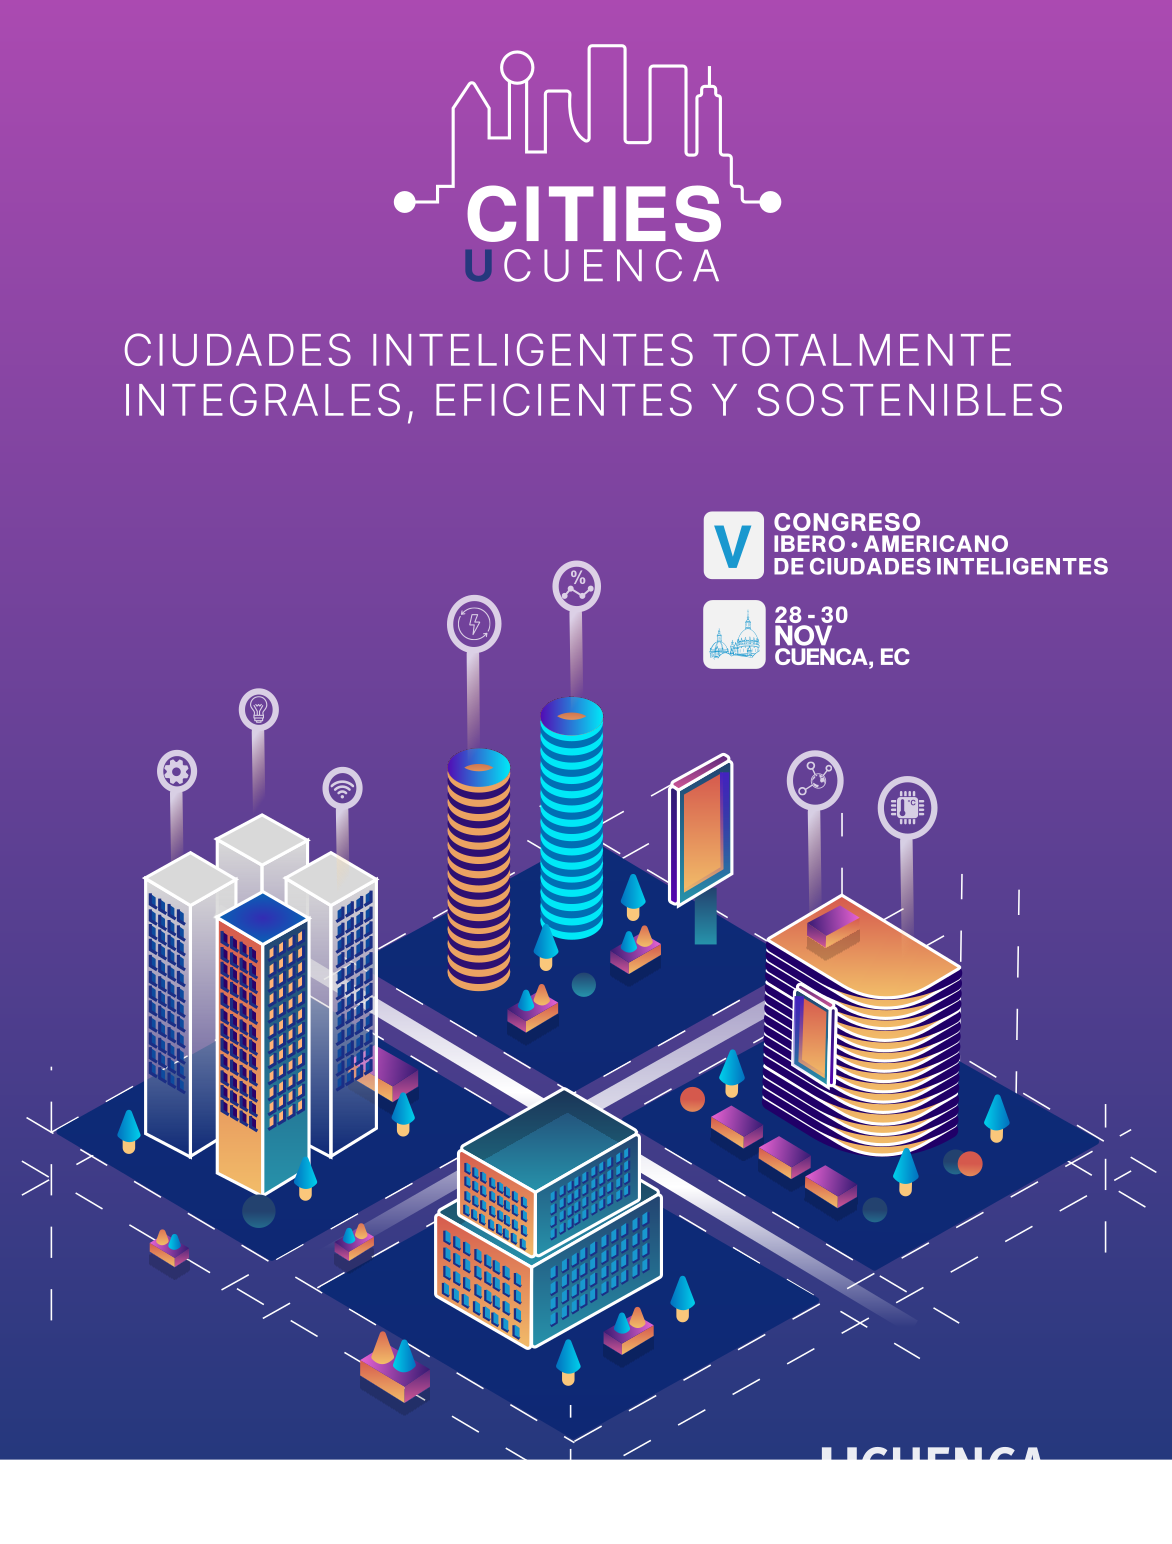 CITIES
UCUENCA
CIUDADES INTELIGENTES TOTALMENTE
INTEGRALES, EFICIENTES Y SOSTENIBLES
V
CONGRESO
IBERO • AMERICANO
DE CIUDADES INTELIGENTES
28 - 30
NOV
CUENCA, EC
%
°C
UCUENCA